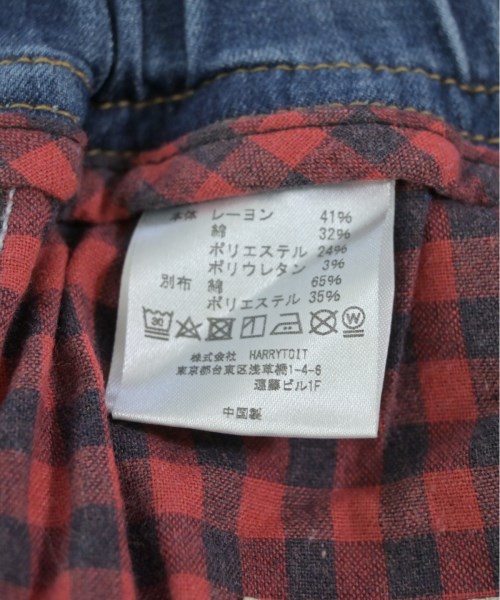 本体 レーヨン 41%
綿 32%
ポリエステル 24%
ポリウレタン 3%
別布 綿 65%
ポリエステル 35%
30 W
株式会社 HARRYTOIT
東京都台東区浅草橋1-4-6
遠藤ビル1F
中国製